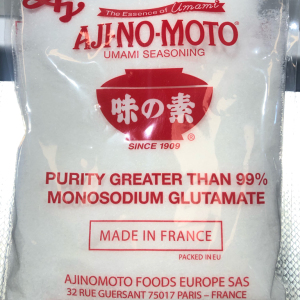 The Essence of Umami
AJI-NO-MOTO®
UMAMI SEASONING
味の素®
SINCE 1909
PURITY GREATER THAN 99%
MONOSODIUM GLUTAMATE
MADE IN FRANCE
PACKED IN EU
AJINOMOTO FOODS EUROPE SAS
32 RUE GUERSANT 75017 PARIS – FRANCE